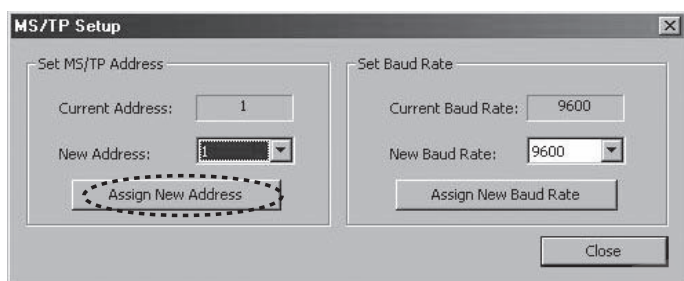 MS/TP Setup
Set MS/TP Address
Current Address: 1
New Address: 1
Assign New Address
Set Baud Rate
Current Baud Rate: 9600
New Baud Rate: 9600
Assign New Baud Rate
Close